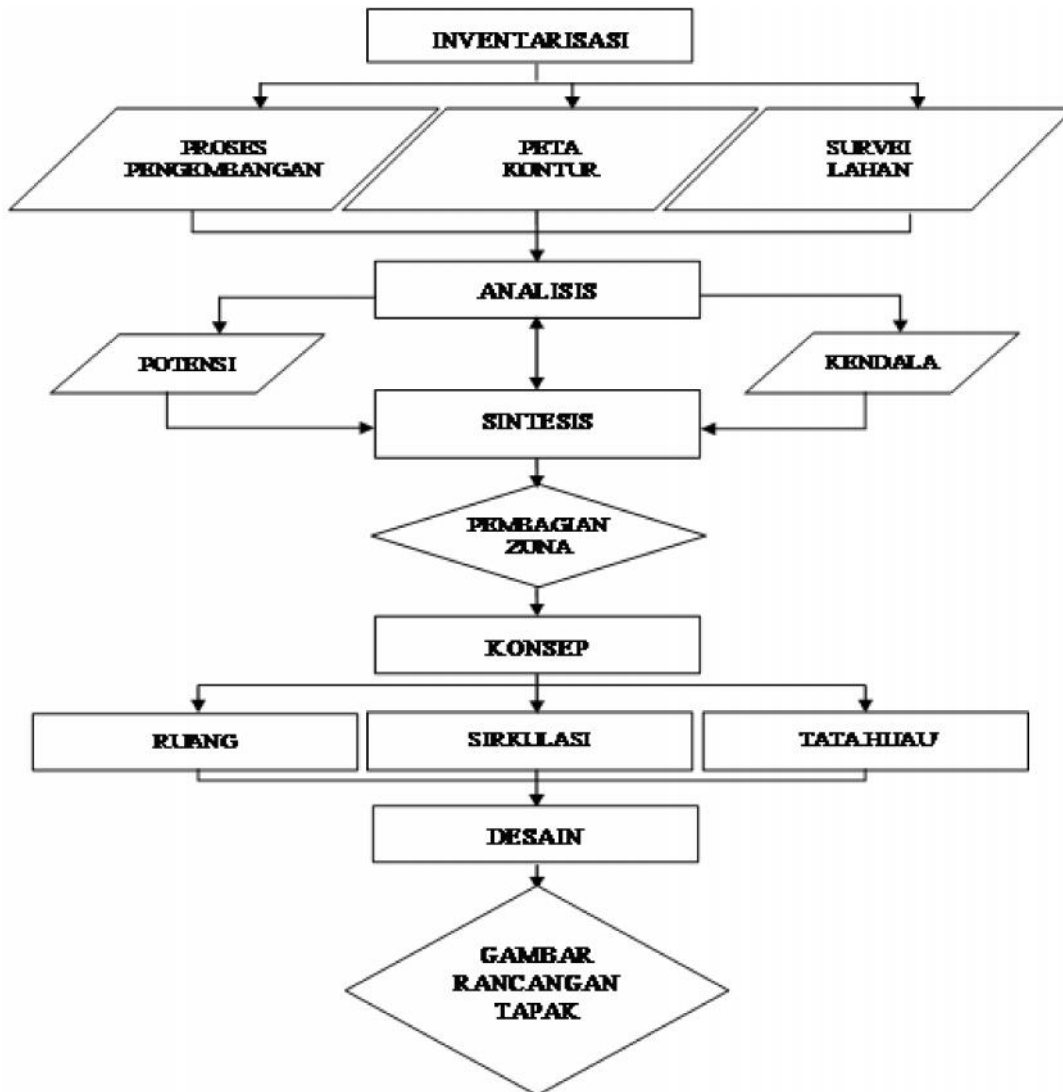 INVENTARISASI
PROSES
PENGEMBANGAN
PETA
KONTUR
SURVEI
LAHAN
ANALISIS
POTENSI
KENDALA
SINTESIS
PEMBAGIAN
ZONA
KONSEP
RUANG
SIRKULASI
TATA HIJAU
DESAIN
GAMBAR
RANCANGAN
TAPAK